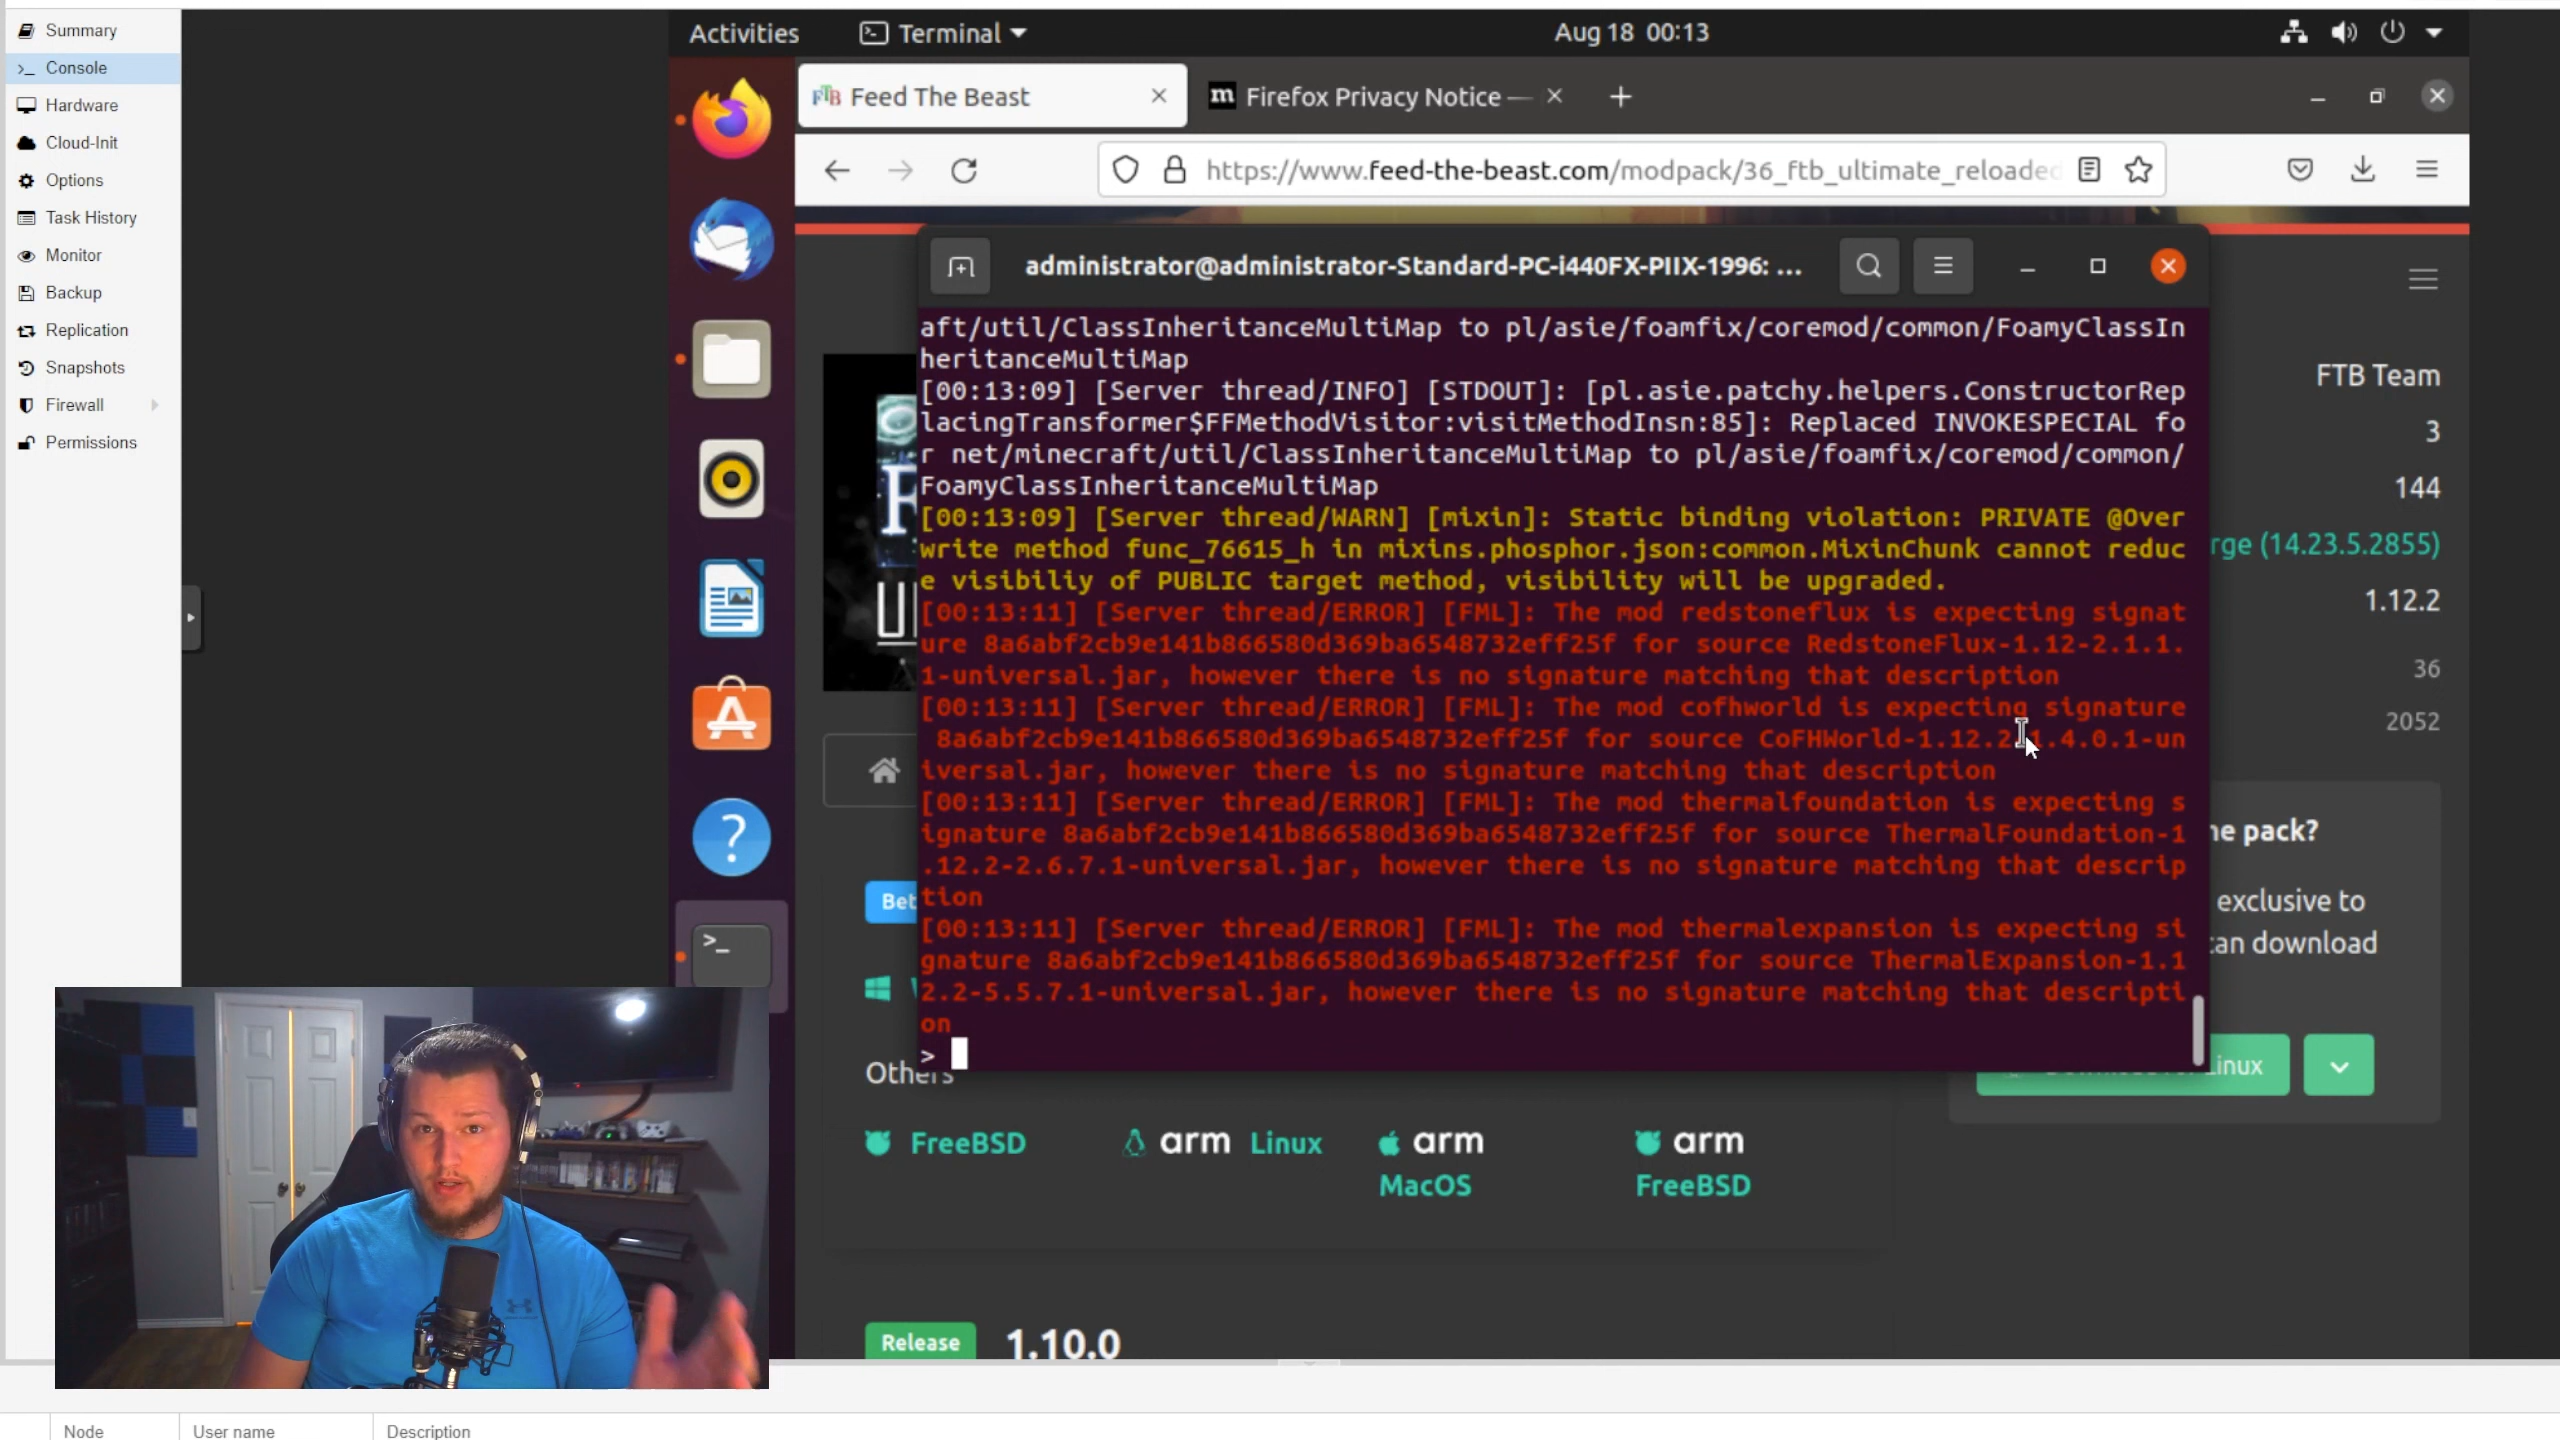 Summary
Console
Hardware
Cloud-Init
Options
Task History
Monitor
Backup
Replication
Snapshots
Firewall
Permissions
Activities
Terminal
Aug 18 00:13
Feed The Beast
Firefox Privacy Notice —
https://www.feed-the-beast.com/modpack/36_ftb_ultimate_reloaded
administrator@administrator-Standard-PC-i440FX-PIIX-1996: ...
aft/util/ClassInheritanceMultiMap to pl/asie/foamfix/coremod/common/FoamyClassIn
heritanceMultiMap
[00:13:09] [Server thread/INFO] [STDOUT]: [pl.asie.patchy.helpers.ConstructorRep
lacingTransformer$FFMethodVisitor:visitMethodInsn:85]: Replaced INVOKESPECIAL fo
r net/minecraft/util/ClassInheritanceMultiMap to pl/asie/foamfix/coremod/common/
FoamyClassInheritanceMultiMap
[00:13:09] [Server thread/WARN] [mixin]: Static binding violation: PRIVATE @Over
write method func_76615_h in mixins.phosphor.json:common.MixinChunk cannot reduc
e visibiliy of PUBLIC target method, visibility will be upgraded.
[00:13:11] [Server thread/ERROR] [FML]: The mod redstoneflux is expecting signat
ure 8a6abf2cb9e141b866580d369ba6548732eff25f for source RedstoneFlux-1.12-2.1.1.
1-universal.jar, however there is no signature matching that description
[00:13:11] [Server thread/ERROR] [FML]: The mod cofhworld is expecting signature
8a6abf2cb9e141b866580d369ba6548732eff25f for source CoFHWorld-1.12.2-1.4.0.1-un
iversal.jar, however there is no signature matching that description
[00:13:11] [Server thread/ERROR] [FML]: The mod thermalfoundation is expecting s
ignature 8a6abf2cb9e141b866580d369ba6548732eff25f for source ThermalFoundation-1
.12.2-2.6.7.1-universal.jar, however there is no signature matching that descrip
tion
[00:13:11] [Server thread/ERROR] [FML]: The mod thermalexpansion is expecting si
gnature 8a6abf2cb9e141b866580d369ba6548732eff25f for source ThermalExpansion-1.1
2.2-5.5.7.1-universal.jar, however there is no signature matching that descripti
on
>
FTB Team
3
144
rge (14.23.5.2855)
1.12.2
36
2052
he pack?
exclusive to
can download
Linux
Bet
Others
FreeBSD
arm Linux
arm
MacOS
arm
FreeBSD
Release
1.10.0
Node
User name
Description